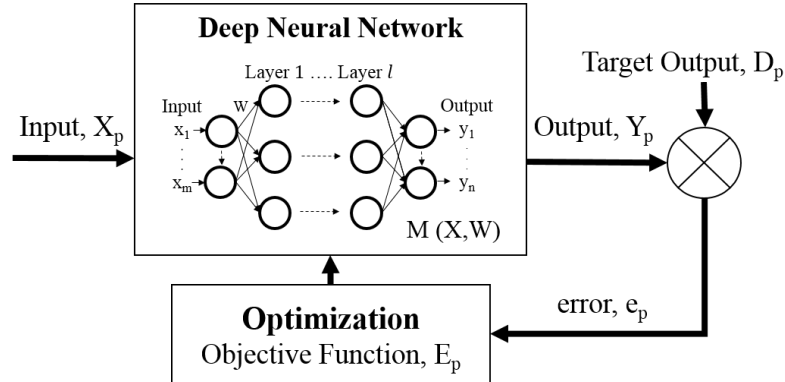 Deep Neural Network
Layer 1 .... Layer l
Target Output, Dp
Input
W
Output
Input, Xp
x1
y1
Output, Yp
xm
yn
M (X,W)
Optimization
error, ep
Objective Function, Ep